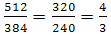 512/384 = 320/240 = 4/3